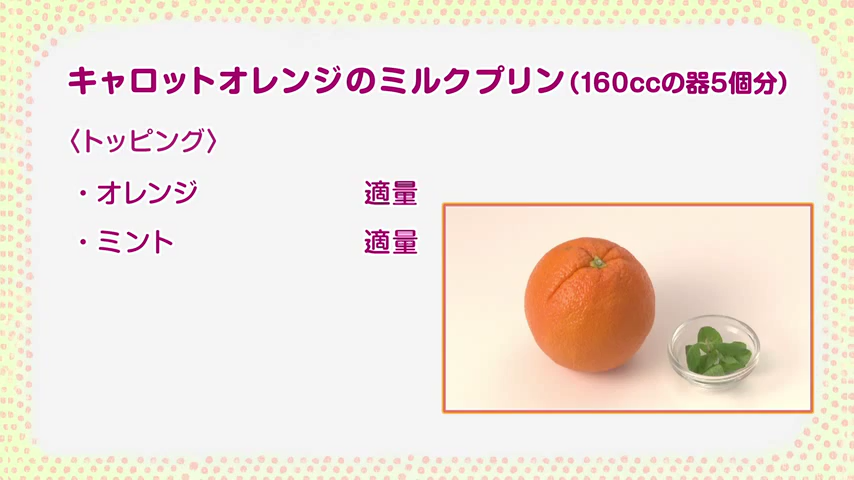 キャロットオレンジのミルクプリン(160ccの器5個分)
〈トッピング〉
・オレンジ 適量
・ミント 適量